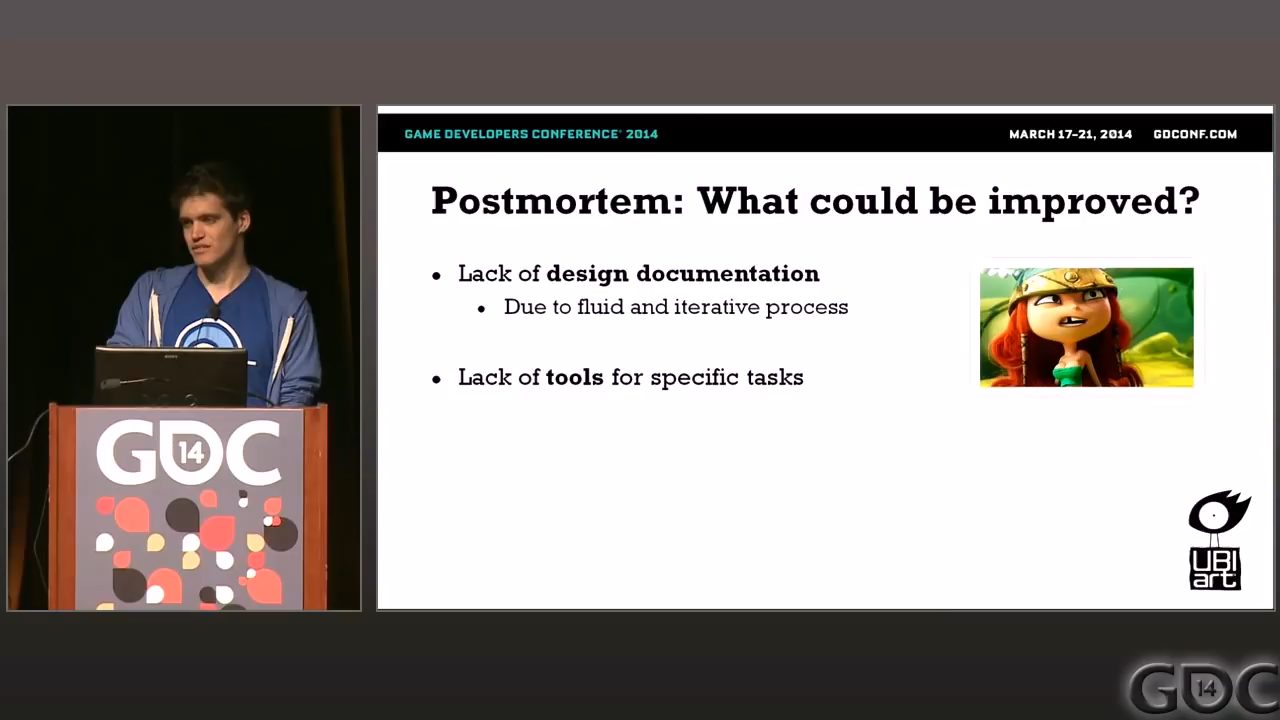 GAME DEVELOPERS CONFERENCE® 2014
MARCH 17–21, 2014 GDCONF.COM
Postmortem: What could be improved?
• Lack of design documentation
• Due to fluid and iterative process
• Lack of tools for specific tasks
SONY
GDC
14
UBI
art
GDC
14